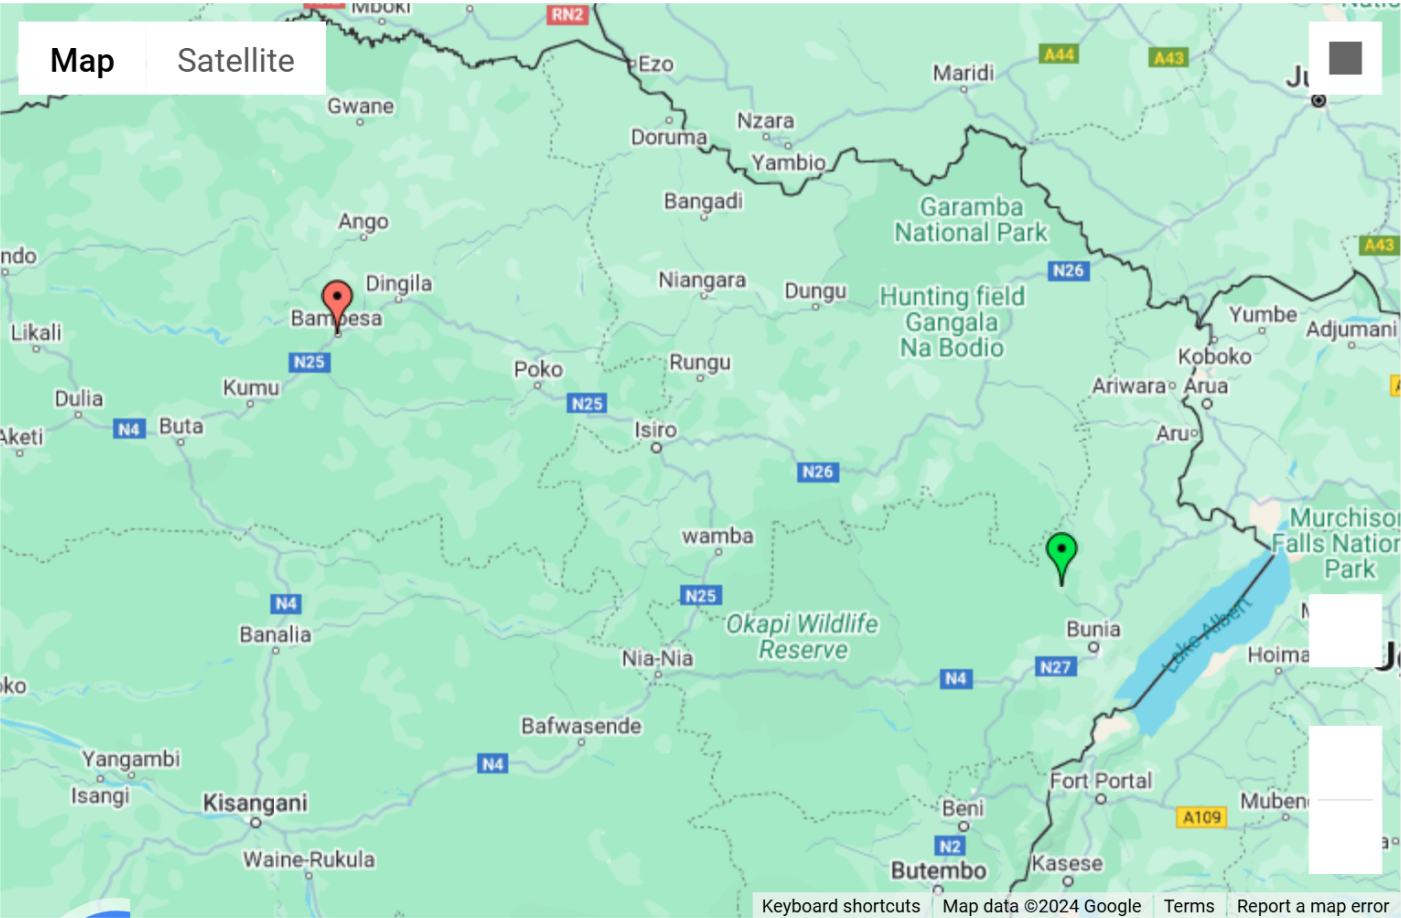 Mboki
RN2
Map
Satellite
Ezo
Maridi
A44
A43
Gwane
Doruma
Nzara
Yambio
Bangadi
Ango
Garamba
National Park
A43
ndo
Dingila
Niangara
Dungu
N26
Hunting field
Gangala
Na Bodio
Likali
N25
Yumbe
Adjumani
Koboko
Poko
Rungu
Dulia
Kumu
N25
Ariwara
Arua
N4
Buta
Aketi
Isiro
Aru
N26
wamba
Murchison
Falls Nation
Park
N25
N4
Banalia
Okapi Wildlife
Reserve
Bunia
Lake Albert
Nia-Nia
N4
N27
Hoima
oko
Bafwasende
Yangambi
N4
Isangi
Kisangani
Fort Portal
Beni
A109
Muben
N2
Waine-Rukula
Butembo
Kasese
Keyboard shortcuts
Map data ©2024 Google
Terms
Report a map error